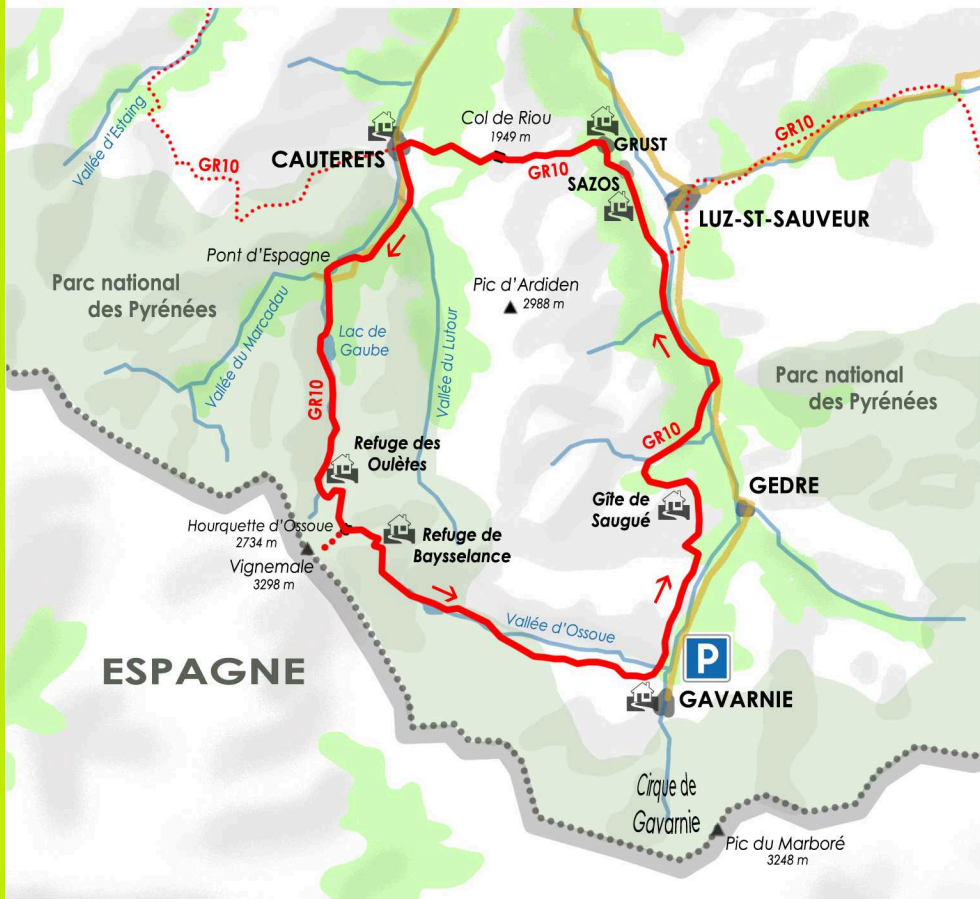 Vallée d'Estaing
GR10
CAUTERETS
Col de Riou
1949 m
GR10
GRUST
SAZOS
GR10
LUZ-ST-SAUVEUR
Pont d'Espagne
Parc national
des Pyrénées
Vallée du Marcadau
Lac de
Gaube
Vallée du Lutour
Pic d'Ardiden
2988 m
Parc national
des Pyrénées
GR10
GR10
Refuge des
Oulètes
Gîte de
Saugué
GEDRE
Hourquette d'Ossoue
2734 m
Vignemale
3298 m
Refuge de
Baysselance
Vallée d'Ossoue
P
ESPAGNE
GAVARNIE
Cirque de
Gavarnie
Pic du Marboré
3248 m